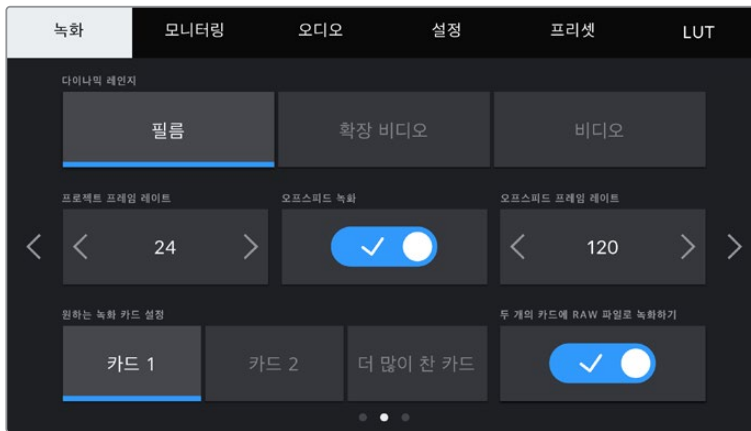 녹화 모니터링 오디오 설정 프리셋 LUT
다이나믹 레인지
필름 확장 비디오 비디오
프로젝트 프레임 레이트 오프스피드 녹화 오프스피드 프레임 레이트
24 120
원하는 녹화 카드 설정 두 개의 카드에 RAW 파일로 녹화하기
카드 1 카드 2 더 많이 찬 카드